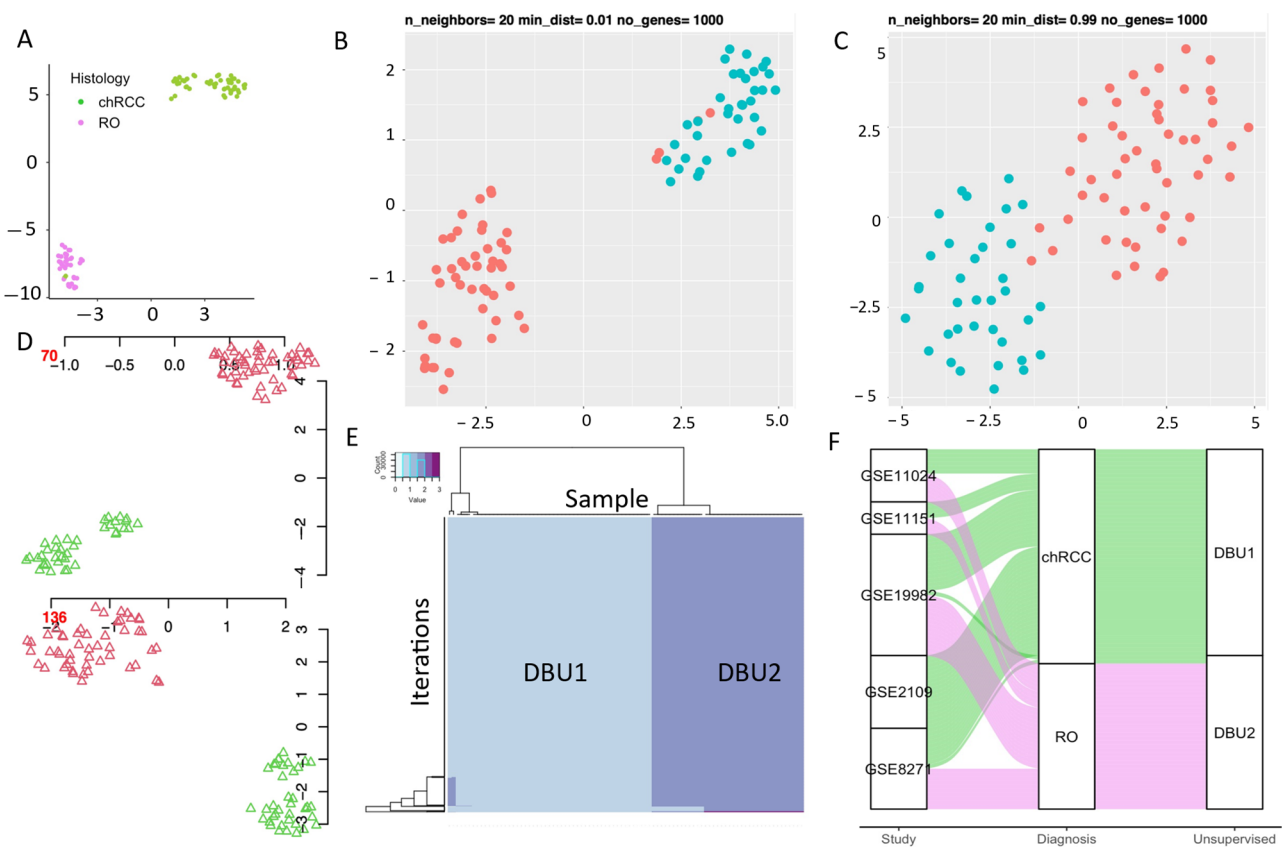 A
Histology
chRCC
RO
5
0
−5
−10
−3
0
3
B
n_neighbors= 20 min_dist= 0.01 no_genes= 1000
2
1
0
− 1
− 2
− 2.5
0
2.5
5.0
C
n_neighbors= 20 min_dist= 0.99 no_genes= 1000
5
2.5
0
−2.5
− 5
− 5
−2.5
0
2.5
5
D
70
−1.0
−0.5
0.0
0.5
1.0
4
2
0
−2
−4
136
−2
−1
0
1
2
3
2
1
0
−1
−2
−3
E
Count
0 30000
0 1 2 3
Value
Sample
Iterations
DBU1
DBU2
F
GSE11024
GSE11151
GSE19982
GSE2109
GSE8271
chRCC
RO
DBU1
DBU2
Study
Diagnosis
Unsupervised